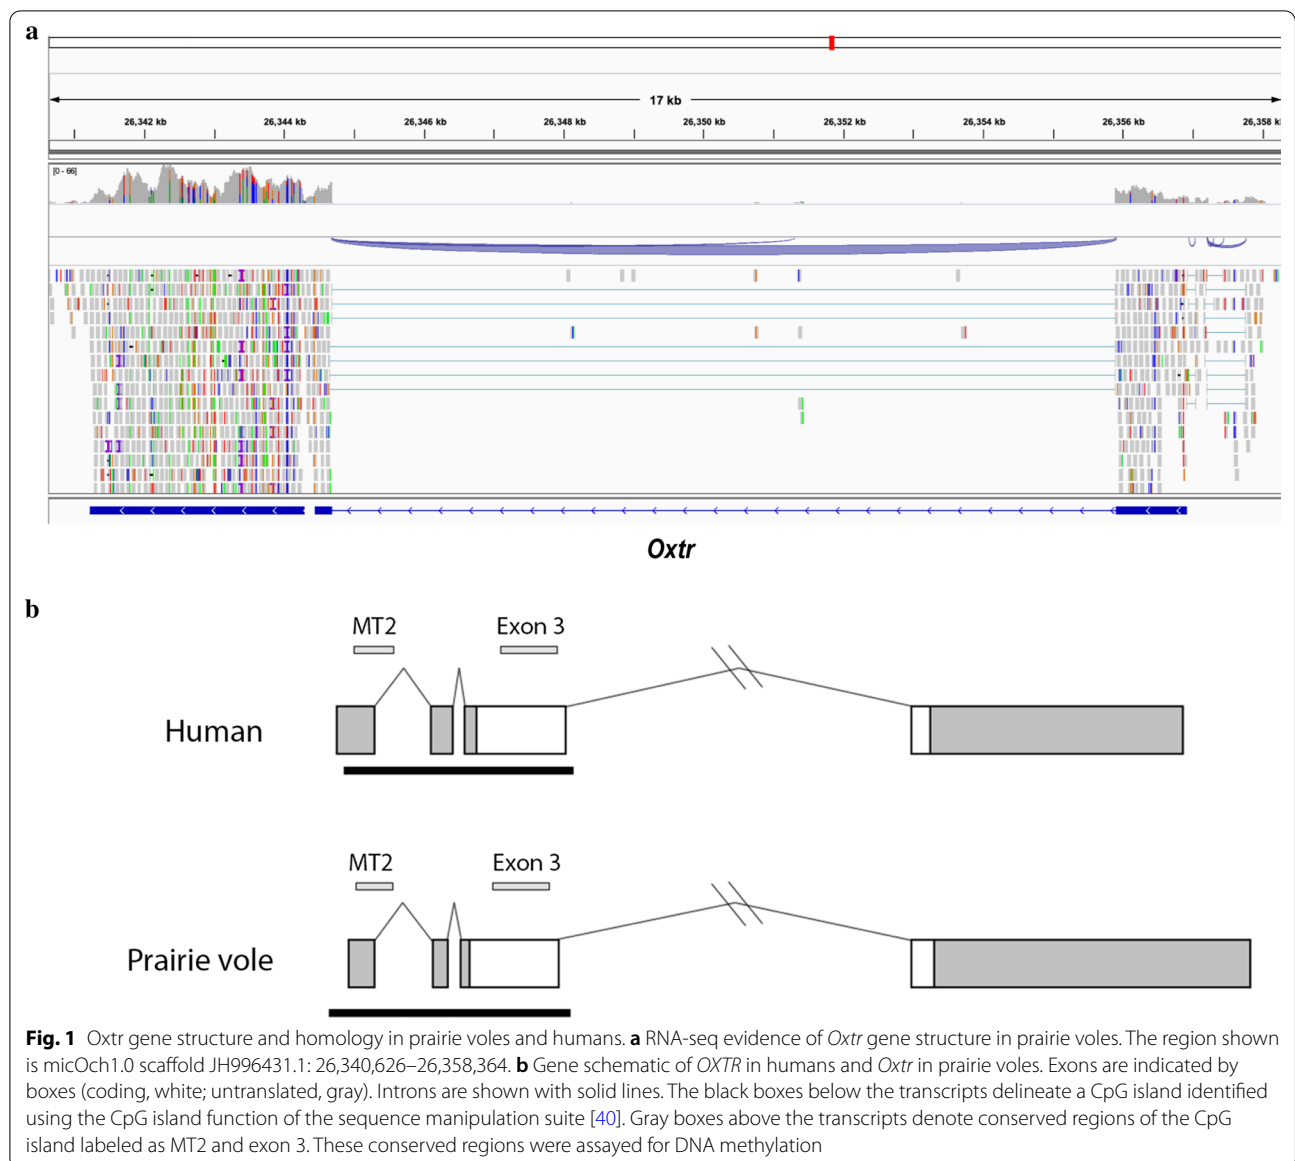 a
17 kb
26,342 kb
26,344 kb
26,346 kb
26,348 kb
26,350 kb
26,352 kb
26,354 kb
26,356 kb
26,358 k
[0 - 66]
Oxtr
b
MT2
Exon 3
Human
MT2
Exon 3
Prairie vole
Fig. 1 Oxtr gene structure and homology in prairie voles and humans. a RNA-seq evidence of Oxtr gene structure in prairie voles. The region shown
is micOch1.0 scaffold JH996431.1: 26,340,626–26,358,364. b Gene schematic of OXTR in humans and Oxtr in prairie voles. Exons are indicated by
boxes (coding, white; untranslated, gray). Introns are shown with solid lines. The black boxes below the transcripts delineate a CpG island identified
using the CpG island function of the sequence manipulation suite [40]. Gray boxes above the transcripts denote conserved regions of the CpG
island labeled as MT2 and exon 3. These conserved regions were assayed for DNA methylation